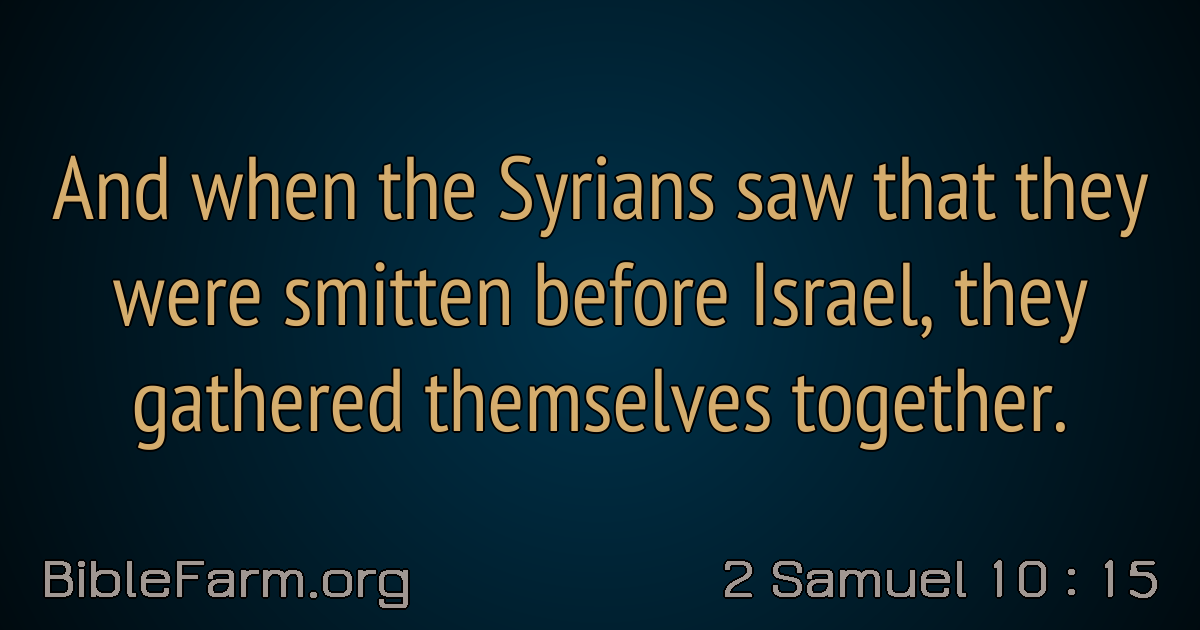 And when the Syrians saw that they
were smitten before Israel, they
gathered themselves together.
BibleFarm.org
2 Samuel 10 : 15